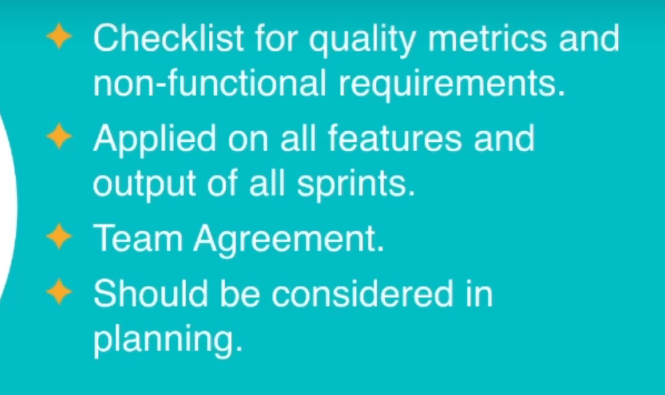 Checklist for quality metrics and
non-functional requirements.
Applied on all features and
output of all sprints.
Team Agreement.
Should be considered in
planning.